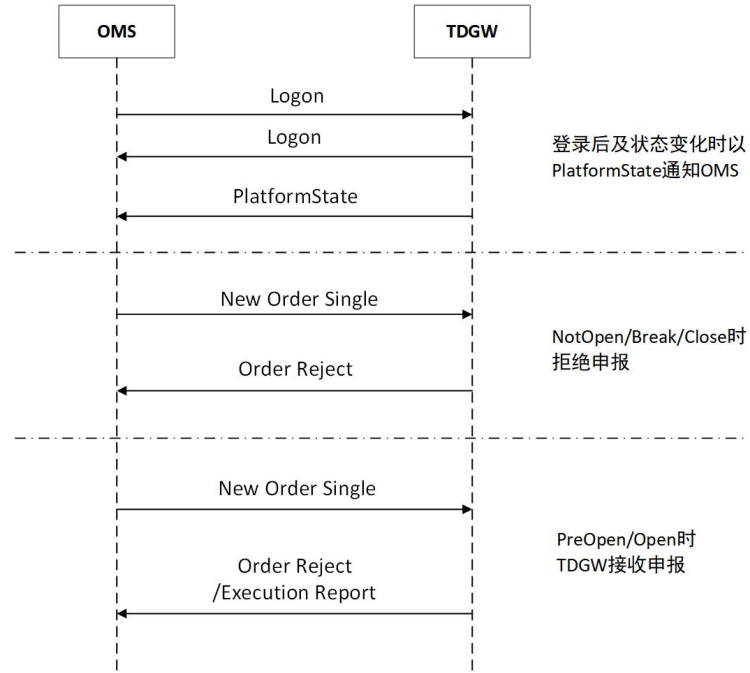 OMS
TDGW
Logon
Logon
登录后及状态变化时以
PlatformState通知OMS
PlatformState
New Order Single
NotOpen/Break/Close时
拒绝申报
Order Reject
New Order Single
PreOpen/Open时
TDGW接收申报
Order Reject
/Execution Report